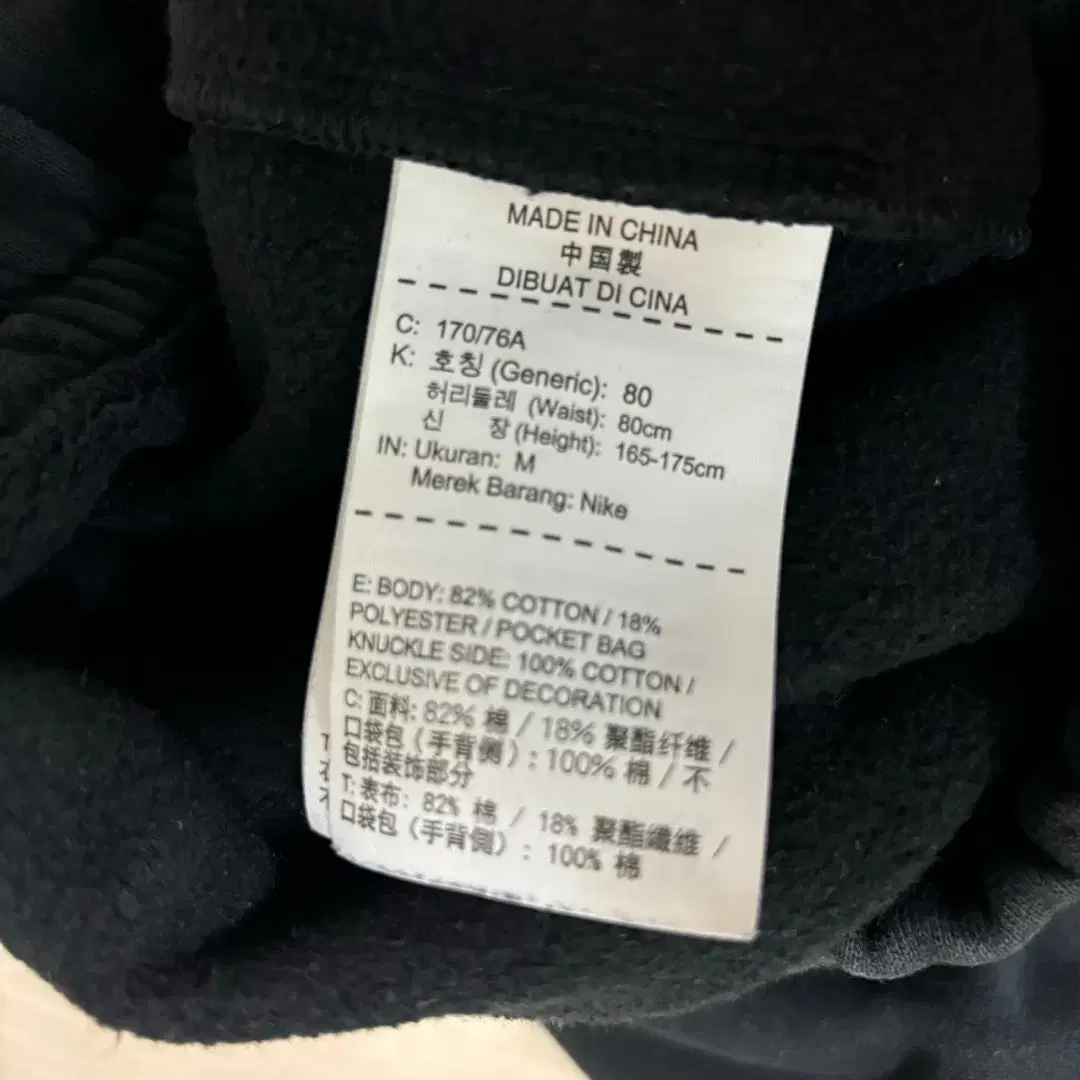 MADE IN CHINA
中国製
DIBUAT DI CINA
C: 170/76A
K: 호칭 (Generic): 80
허리둘레 (Waist): 80cm
신 장 (Height): 165-175cm
IN: Ukuran: M
Merek Barang: Nike
E: BODY: 82% COTTON / 18%
POLYESTER / POCKET BAG
KNUCKLE SIDE: 100% COTTON /
EXCLUSIVE OF DECORATION
C: 面料: 82% 棉 / 18% 聚酯纤维 /
口袋包（手背侧）: 100% 棉 / 不
包括装饰部分
T: 表布: 82% 棉 / 18% 聚酯纖維 /
口袋包（手背側）: 100% 棉